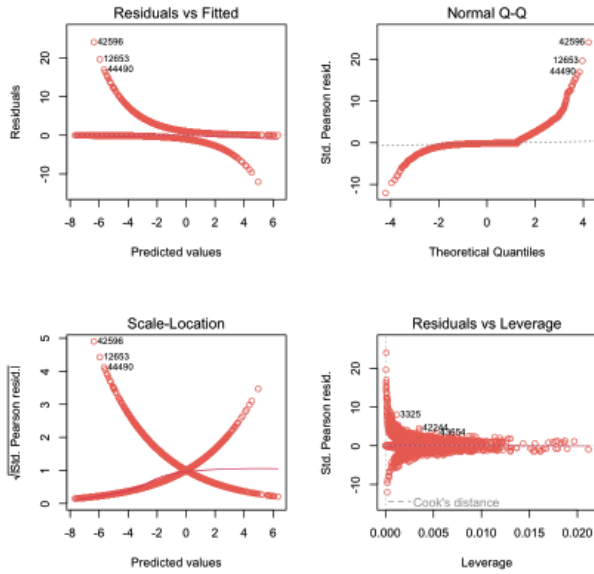 Residuals vs Fitted
42596
12653
44490
Residuals
20
10
0
-10
-8 -6 -4 -2 0 2 4 6
Predicted values
Normal Q-Q
42596
12653
44490
Std. Pearson resid.
20
10
0
-10
-4 -2 0 2 4
Theoretical Quantiles
Scale-Location
42596
12653
44490
√|Std. Pearson resid.|
5
4
3
2
1
0
-8 -6 -4 -2 0 2 4 6
Predicted values
Residuals vs Leverage
3325
42244
Std. Pearson resid.
20
10
0
-10
Cook's distance
0.000 0.005 0.010 0.015 0.020
Leverage